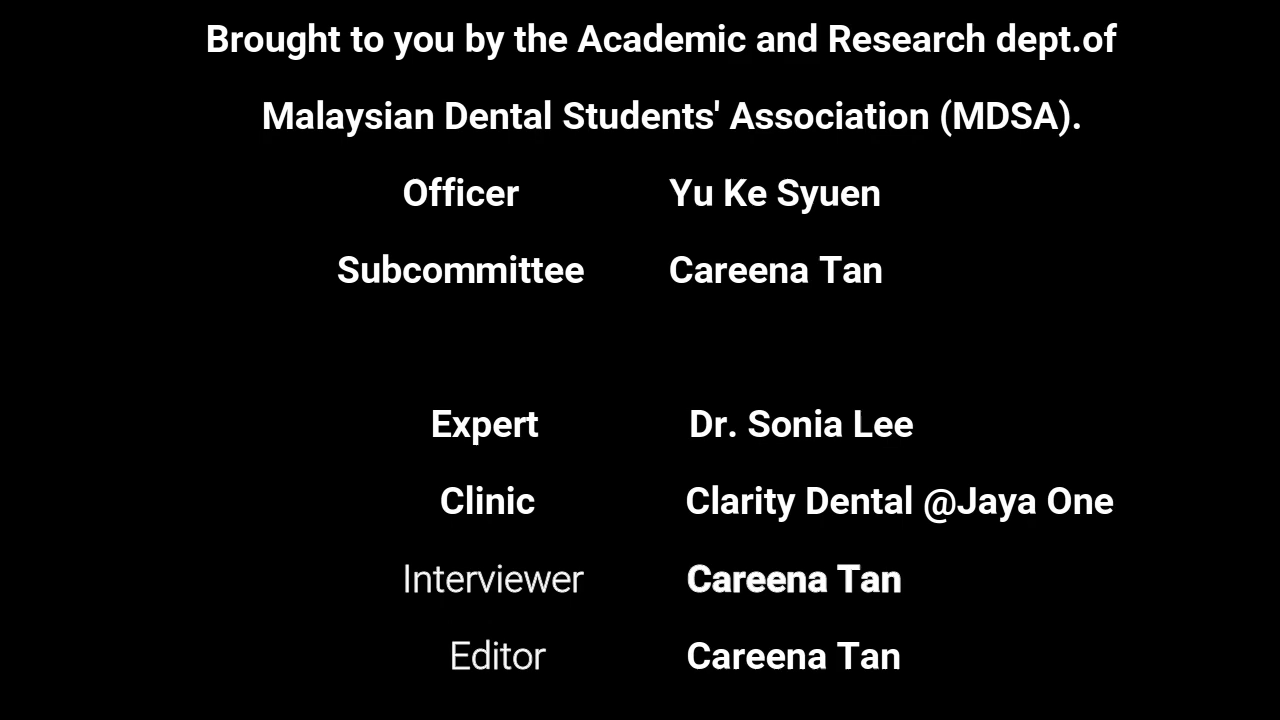 Brought to you by the Academic and Research dept.of
Malaysian Dental Students' Association (MDSA).
Officer Yu Ke Syuen
Subcommittee Careena Tan
Expert Dr. Sonia Lee
Clinic Clarity Dental @Jaya One
Interviewer Careena Tan
Editor Careena Tan